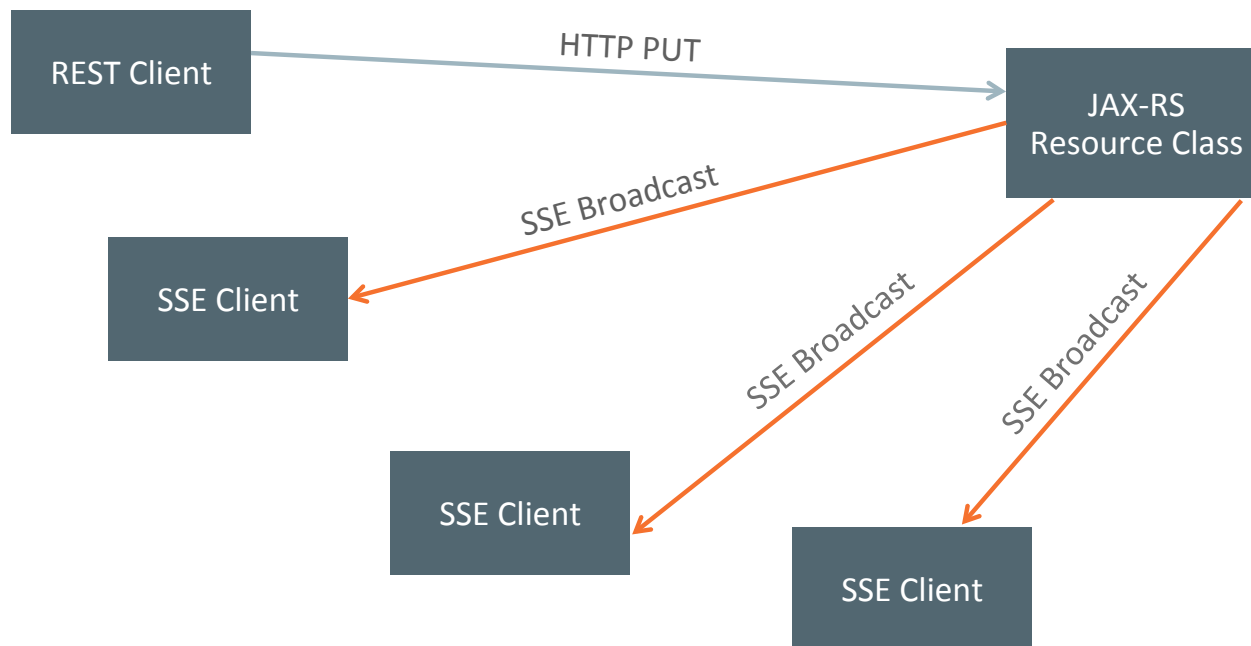 REST Client
HTTP PUT
JAX-RS
Resource Class
SSE Broadcast
SSE Client
SSE Broadcast
SSE Broadcast
SSE Client
SSE Client